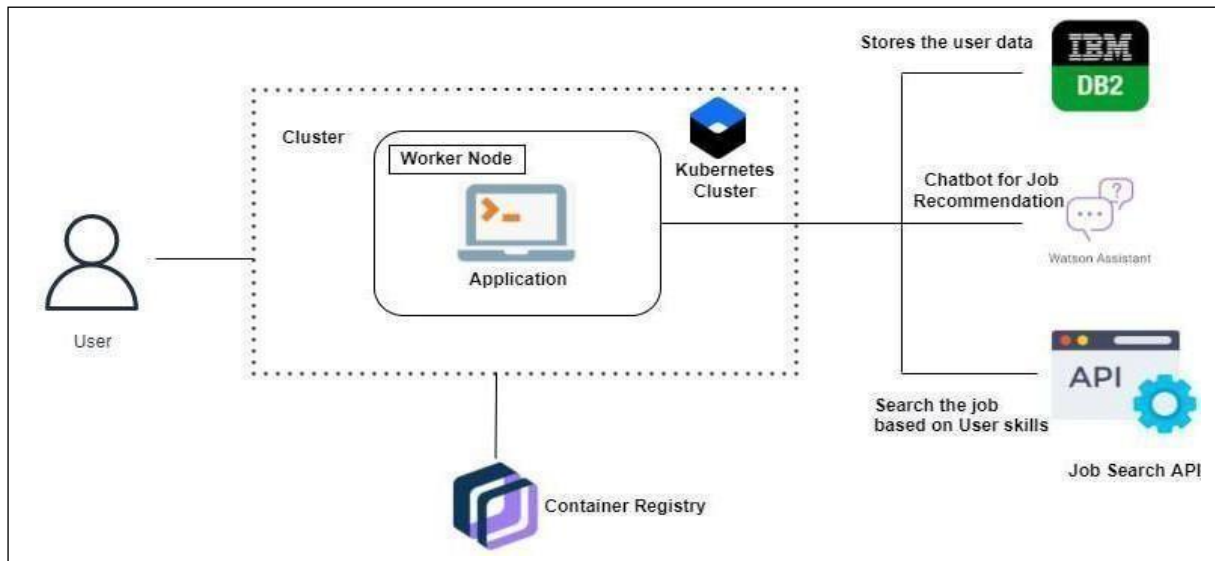 Stores the user data
IBM
DB2
Cluster
Worker Node
Kubernetes
Cluster
Chatbot for Job
Recommendation
?
Watson Assistant
Application
User
API
Search the job
based on User skills
Job Search API
Container Registry